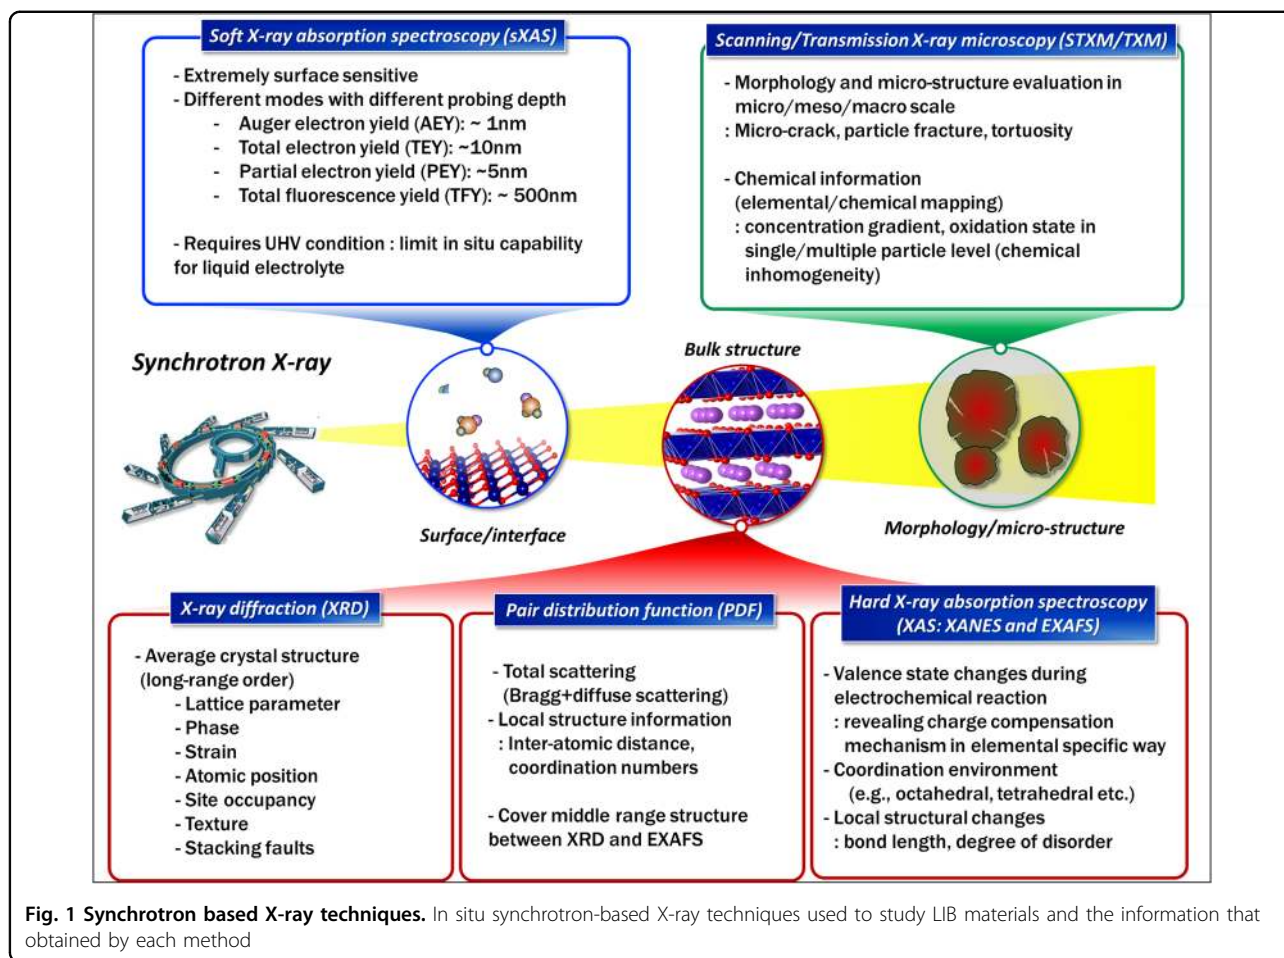 Soft X-ray absorption spectroscopy (sXAS)
- Extremely surface sensitive
- Different modes with different probing depth
- Auger electron yield (AEY): ~ 1nm
- Total electron yield (TEY): ~10nm
- Partial electron yield (PEY): ~5nm
- Total fluorescence yield (TFY): ~ 500nm
- Requires UHV condition : limit in situ capability
for liquid electrolyte
Scanning/Transmission X-ray microscopy (STXM/TXM)
- Morphology and micro-structure evaluation in
micro/meso/macro scale
: Micro-crack, particle fracture, tortuosity
- Chemical information
(elemental/chemical mapping)
: concentration gradient, oxidation state in
single/multiple particle level (chemical
inhomogeneity)
Synchrotron X-ray
Bulk structure
Surface/interface
Morphology/micro-structure
X-ray diffraction (XRD)
- Average crystal structure
(long-range order)
- Lattice parameter
- Phase
- Strain
- Atomic position
- Site occupancy
- Texture
- Stacking faults
Pair distribution function (PDF)
- Total scattering
(Bragg+diffuse scattering)
- Local structure information
: Inter-atomic distance,
coordination numbers
- Cover middle range structure
between XRD and EXAFS
Hard X-ray absorption spectroscopy
(XAS: XANES and EXAFS)
- Valence state changes during
electrochemical reaction
: revealing charge compensation
mechanism in elemental specific way
- Coordination environment
(e.g., octahedral, tetrahedral etc.)
- Local structural changes
: bond length, degree of disorder
Fig. 1 Synchrotron based X-ray techniques. In situ synchrotron-based X-ray techniques used to study LIB materials and the information that
obtained by each method